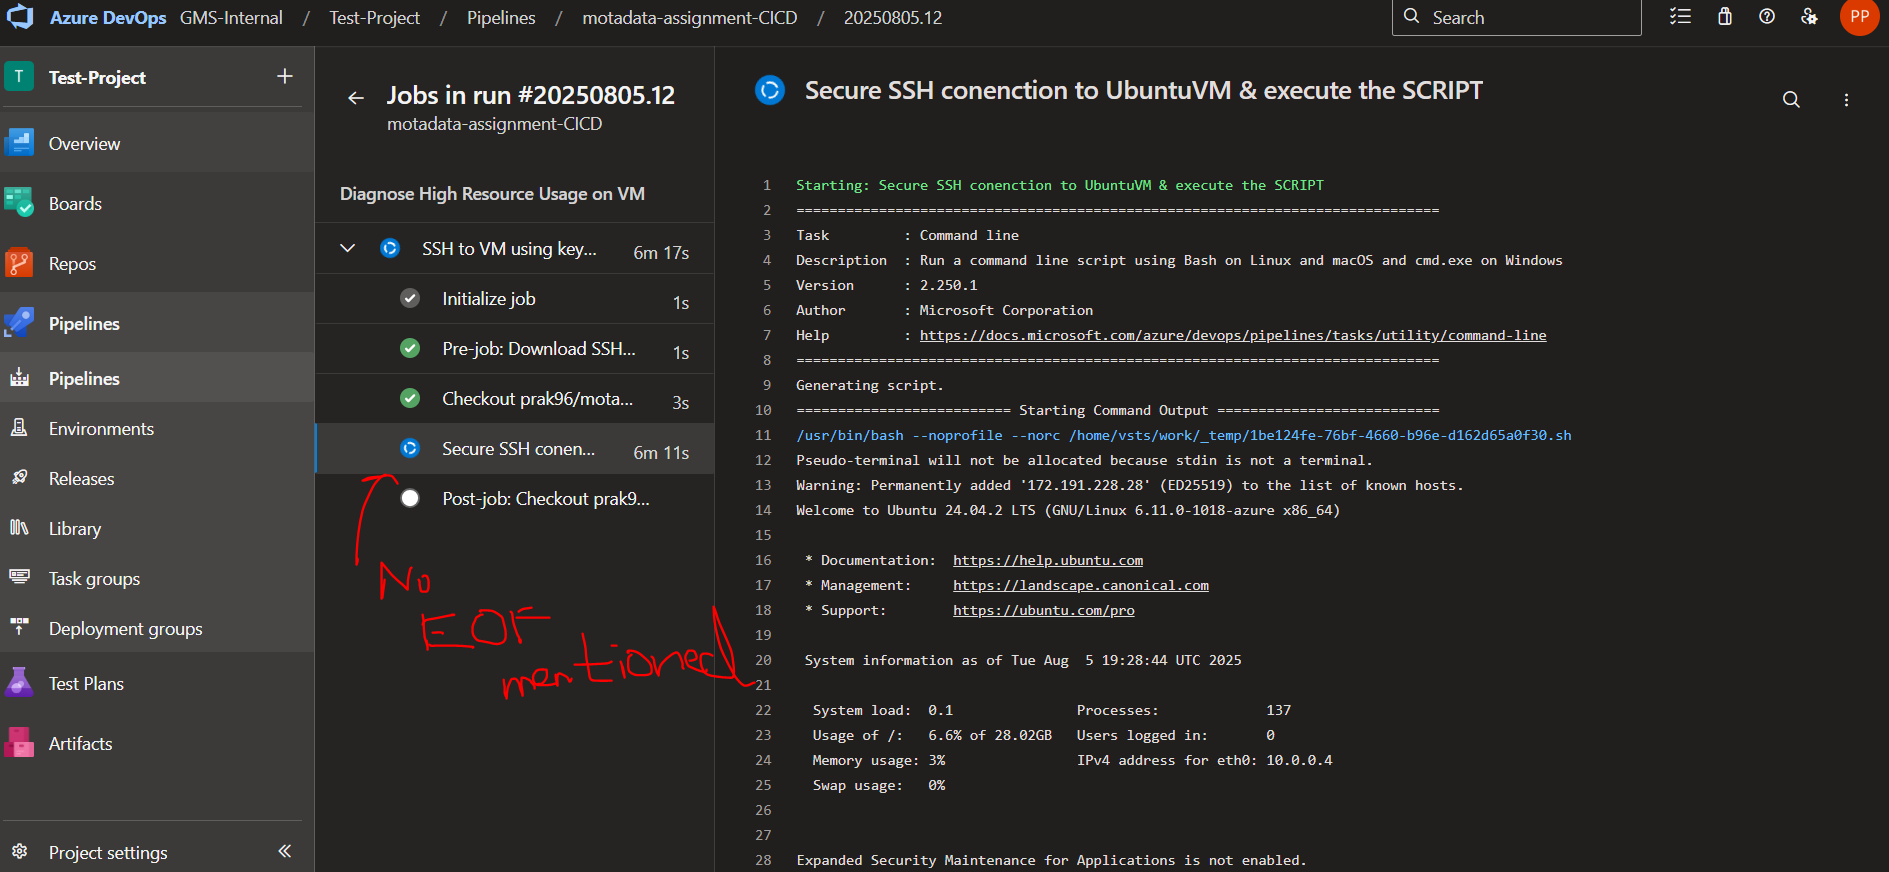 Azure DevOps GMS-Internal / Test-Project / Pipelines / motadata-assignment-CICD / 20250805.12
Search
PP
T Test-Project +
Overview
Boards
Repos
Pipelines
Pipelines
Environments
Releases
Library
Task groups
Deployment groups
Test Plans
Artifacts
Project settings
Jobs in run #20250805.12
motadata-assignment-CICD
Diagnose High Resource Usage on VM
SSH to VM using key... 6m 17s
Initialize job 1s
Pre-job: Download SSH... 1s
Checkout prak96/mota... 3s
Secure SSH conen... 6m 11s
Post-job: Checkout prak9...
No
EOF
mentioned
Secure SSH conenction to UbuntuVM & execute the SCRIPT
1 Starting: Secure SSH conenction to UbuntuVM & execute the SCRIPT
2 ==============================================================================
3 Task         : Command line
4 Description  : Run a command line script using Bash on Linux and macOS and cmd.exe on Windows
5 Version      : 2.250.1
6 Author       : Microsoft Corporation
7 Help         : https://docs.microsoft.com/azure/devops/pipelines/tasks/utility/command-line
8 ==============================================================================
9 Generating script.
10 ========================== Starting Command Output ===========================
11 /usr/bin/bash --noprofile --norc /home/vsts/work/_temp/1be124fe-76bf-4660-b96e-d162d65a0f30.sh
12 Pseudo-terminal will not be allocated because stdin is not a terminal.
13 Warning: Permanently added '172.191.228.28' (ED25519) to the list of known hosts.
14 Welcome to Ubuntu 24.04.2 LTS (GNU/Linux 6.11.0-1018-azure x86_64)
15
16 * Documentation:  https://help.ubuntu.com
17 * Management:     https://landscape.canonical.com
18 * Support:        https://ubuntu.com/pro
19
20 System information as of Tue Aug  5 19:28:44 UTC 2025
21
22 System load:  0.1               Processes:             137
23 Usage of /:   6.6% of 28.02GB   Users logged in:       0
24 Memory usage: 3%                IPv4 address for eth0: 10.0.0.4
25 Swap usage:   0%
26
27
28 Expanded Security Maintenance for Applications is not enabled.